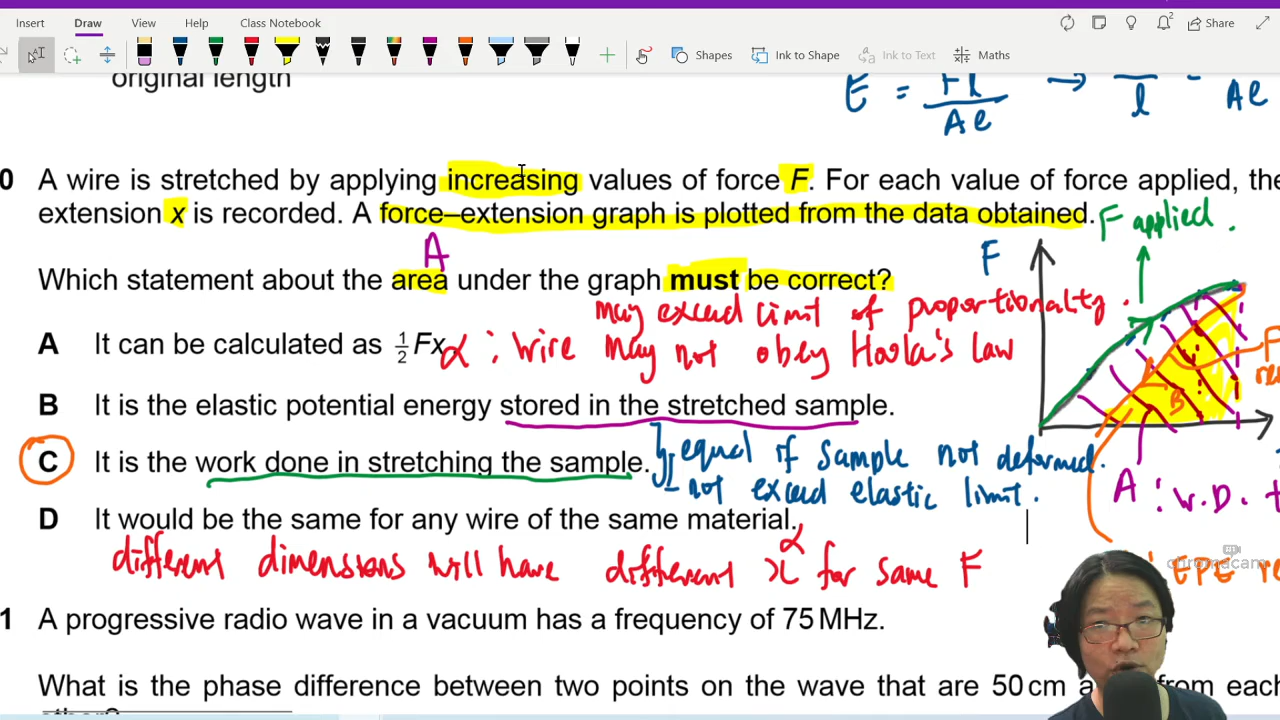 Insert Draw View Help Class Notebook Share
Shapes Ink to Shape Ink to Text Maths
original length
E = Fl / Ae → l Ae
0 A wire is stretched by applying increasing values of force F. For each value of force applied, the
extension x is recorded. A force–extension graph is plotted from the data obtained.
F applied.
A
F
Which statement about the area under the graph must be correct?
may exceed limit of proportionality.
A It can be calculated as ½Fx
α : wire may not obey Hooke's law
B It is the elastic potential energy stored in the stretched sample.
B
equal if sample not deformed.
C It is the work done in stretching the sample.
not exceed elastic limit.
A : W.D. t
D It would be the same for any wire of the same material.
α
different dimensions will have different x for same F
chromacam
EPE re
1 A progressive radio wave in a vacuum has a frequency of 75 MHz.
What is the phase difference between two points on the wave that are 50 cm from each
other?